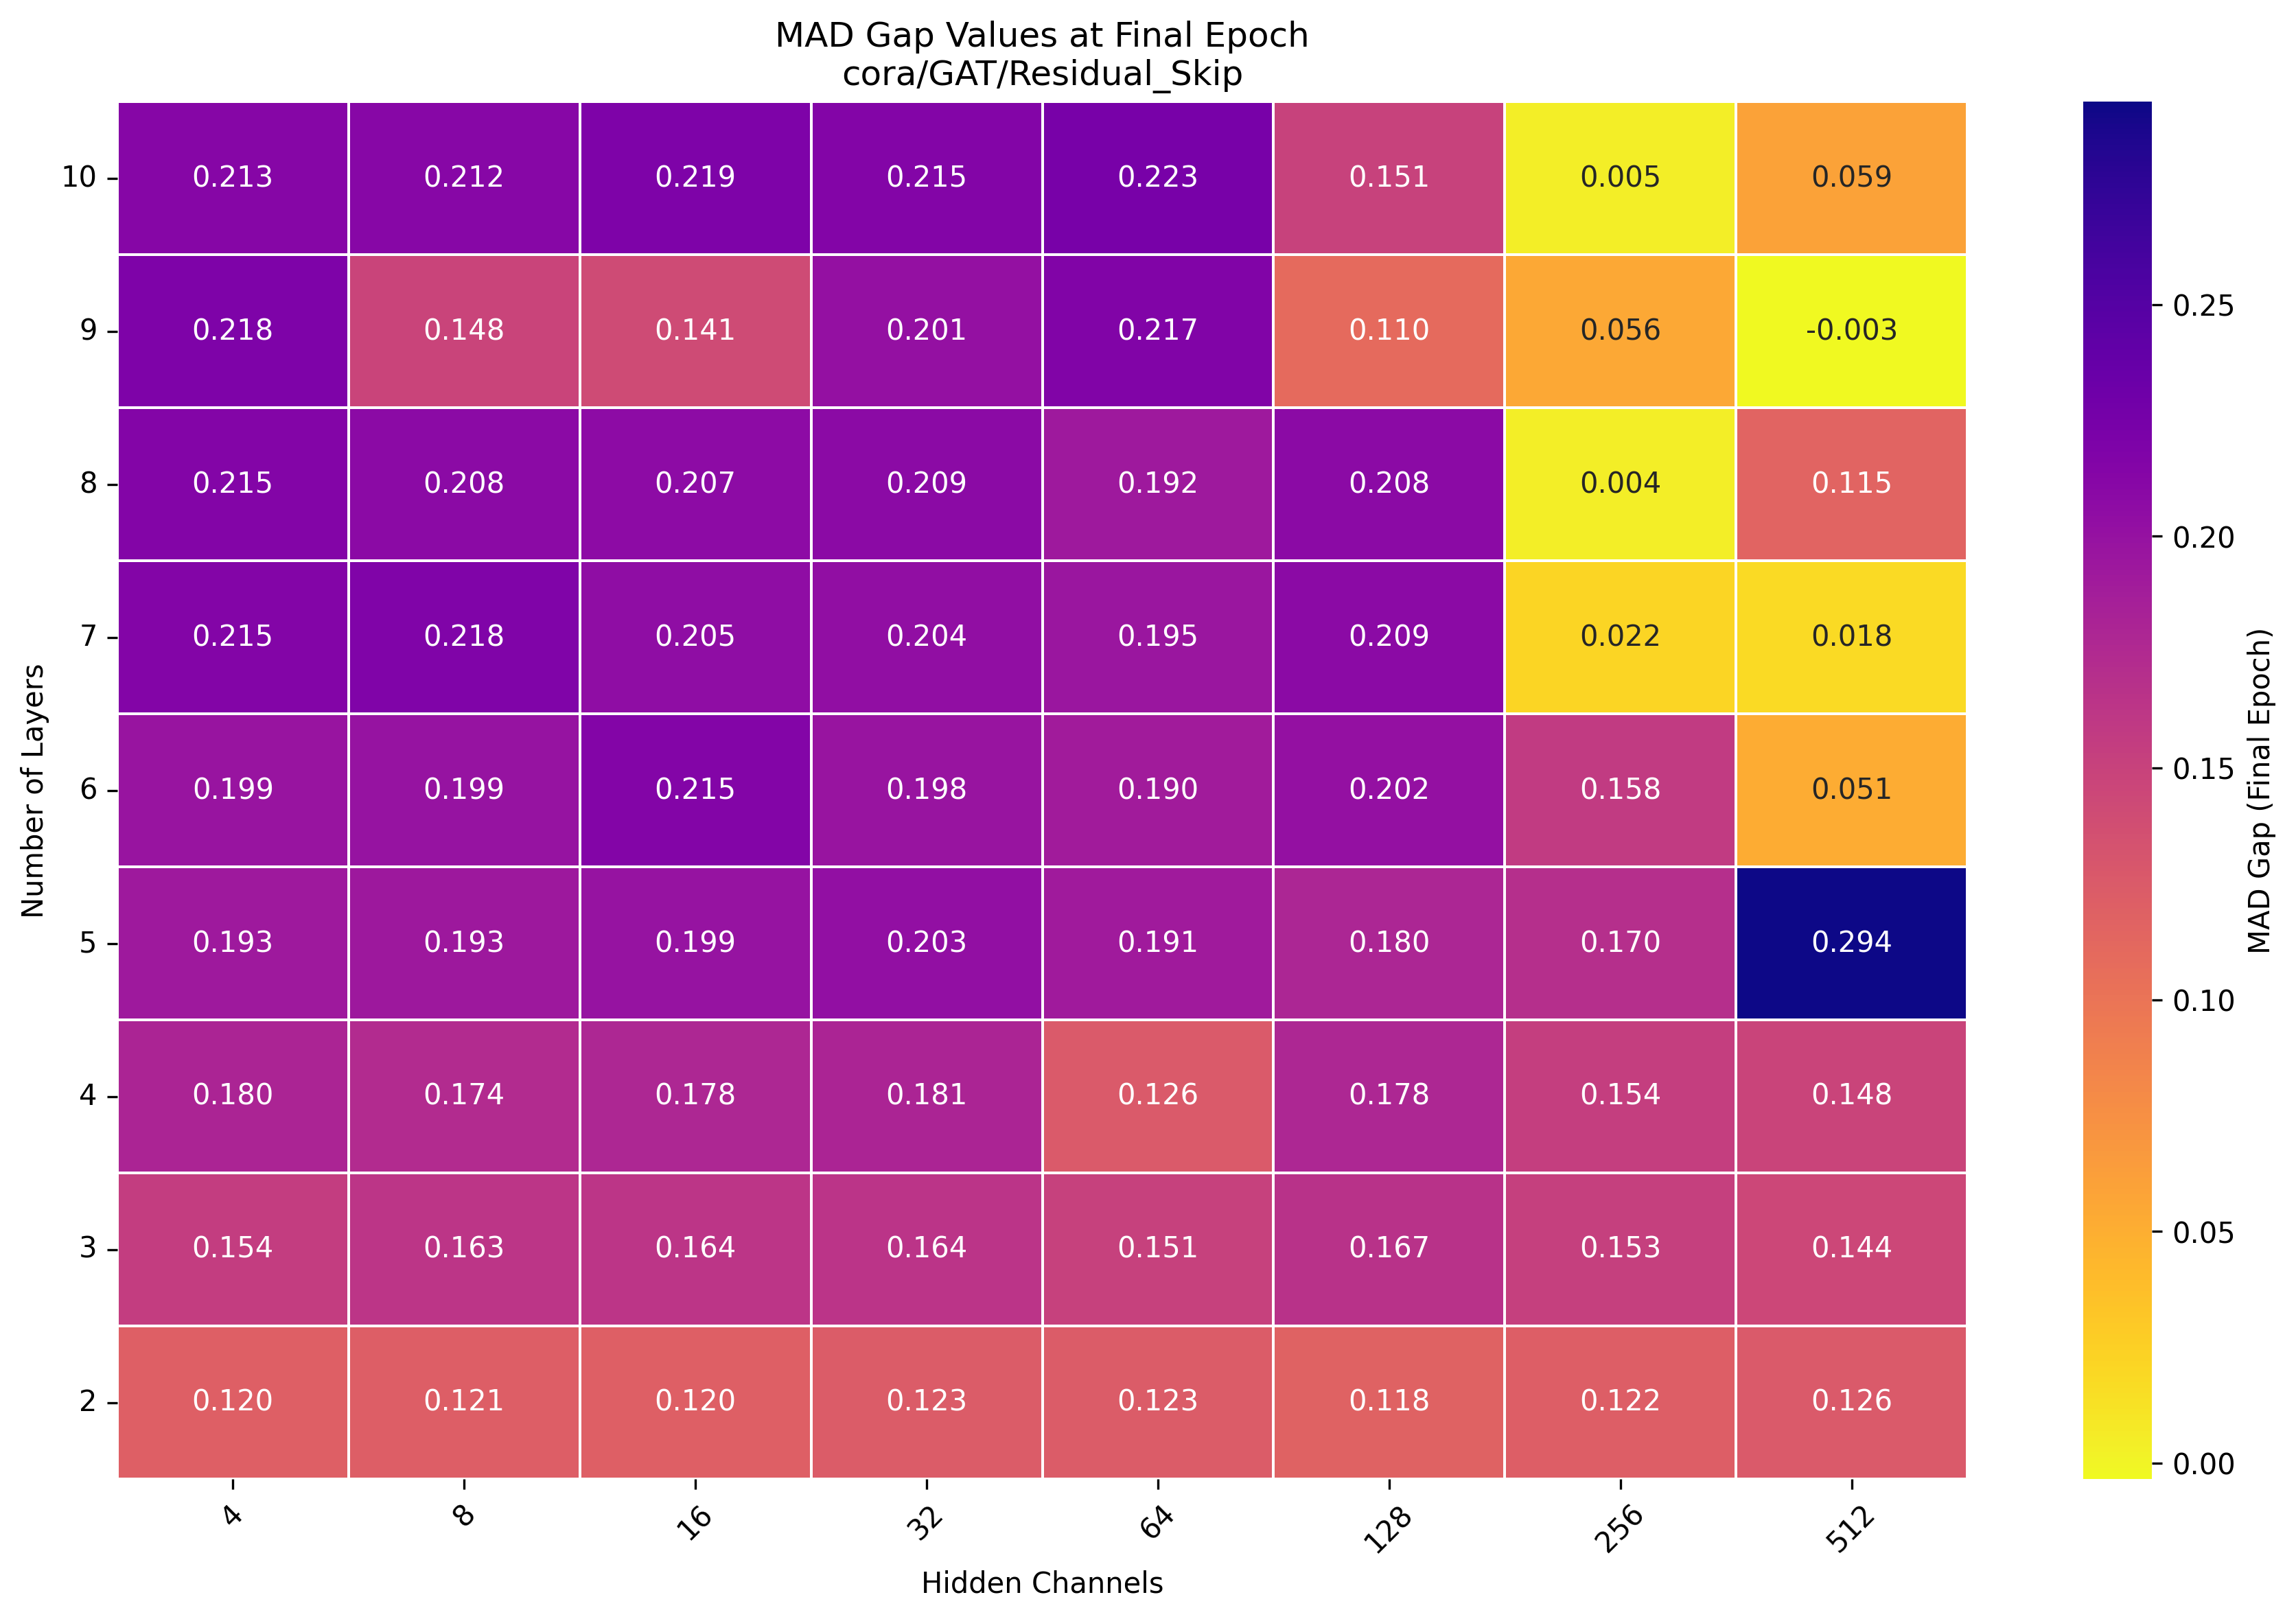 MAD Gap Values at Final Epoch
cora/GAT/Residual_Skip
10 0.213 0.212 0.219 0.215 0.223 0.151 0.005 0.059
9 0.218 0.148 0.141 0.201 0.217 0.110 0.056 -0.003
8 0.215 0.208 0.207 0.209 0.192 0.208 0.004 0.115
7 0.215 0.218 0.205 0.204 0.195 0.209 0.022 0.018
6 0.199 0.199 0.215 0.198 0.190 0.202 0.158 0.051
5 0.193 0.193 0.199 0.203 0.191 0.180 0.170 0.294
4 0.180 0.174 0.178 0.181 0.126 0.178 0.154 0.148
3 0.154 0.163 0.164 0.164 0.151 0.167 0.153 0.144
2 0.120 0.121 0.120 0.123 0.123 0.118 0.122 0.126
4 8 16 32 64 128 256 512
Hidden Channels
Number of Layers
0.25
0.20
0.15
0.10
0.05
0.00
MAD Gap (Final Epoch)